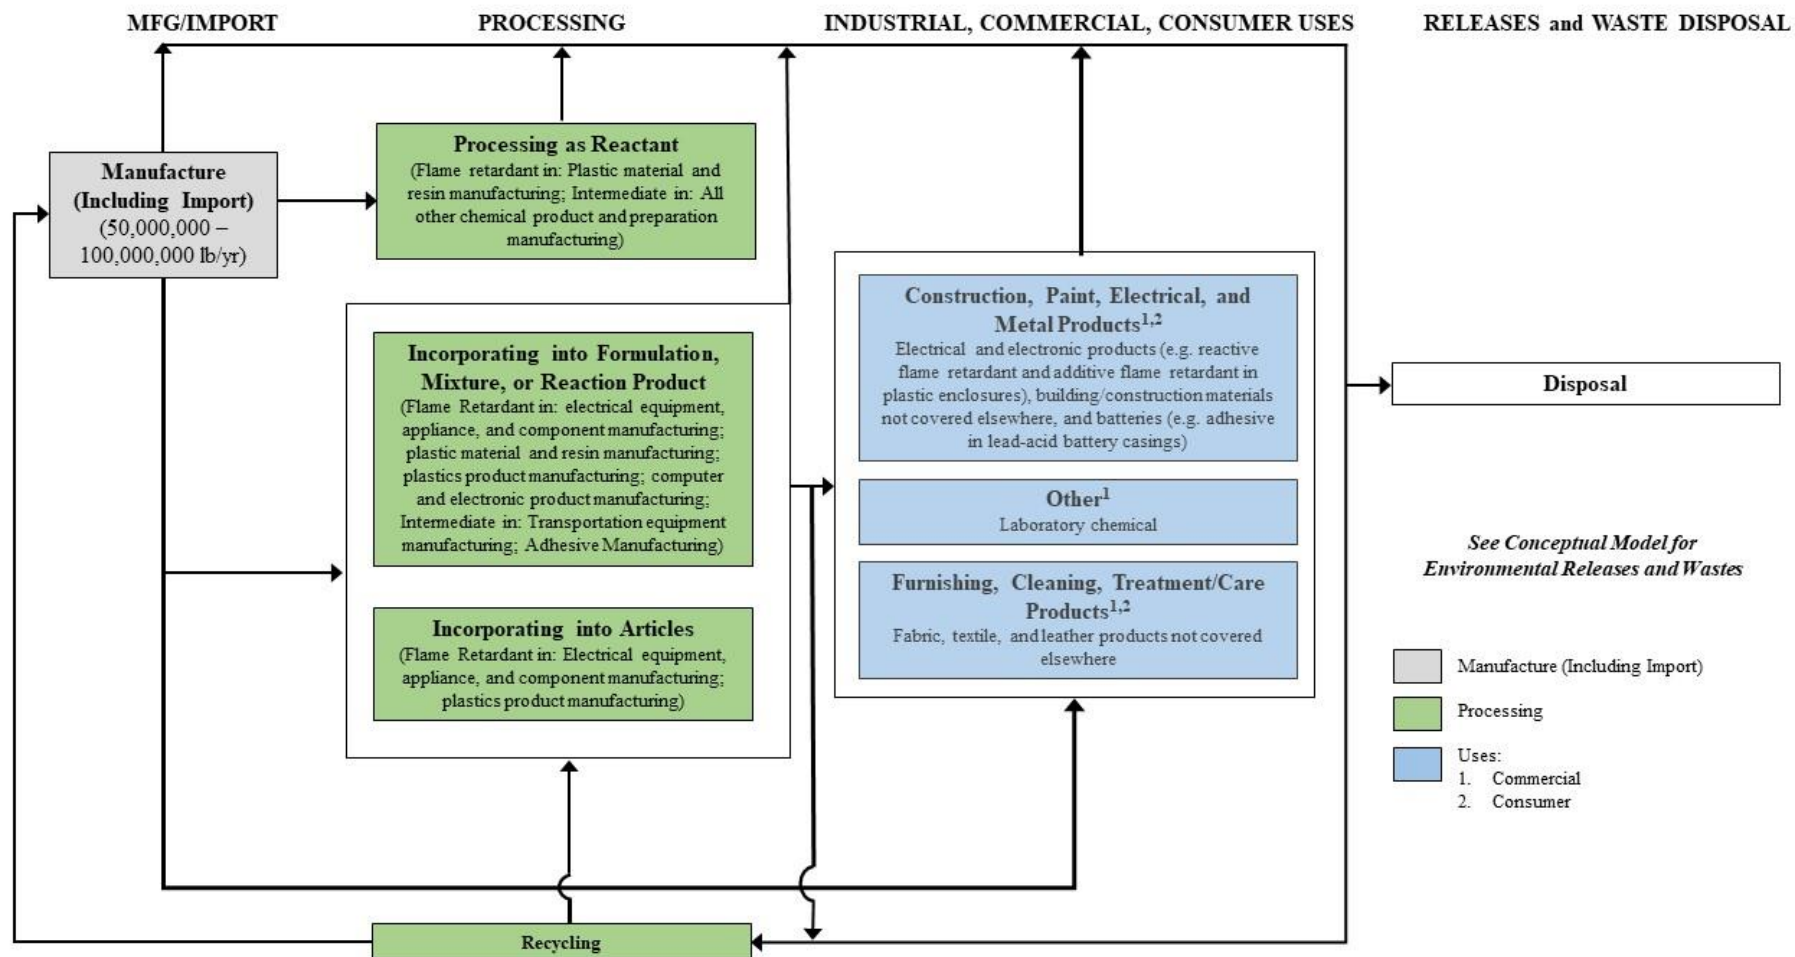 MFG/IMPORT
PROCESSING
INDUSTRIAL, COMMERCIAL, CONSUMER USES
RELEASES and WASTE DISPOSAL
Manufacture
(Including Import)
(50,000,000 –
100,000,000 lb/yr)
Processing as Reactant
(Flame retardant in: Plastic material and
resin manufacturing; Intermediate in: All
other chemical product and preparation
manufacturing)
Incorporating into Formulation,
Mixture, or Reaction Product
(Flame Retardant in: electrical equipment,
appliance, and component manufacturing;
plastic material and resin manufacturing;
plastics product manufacturing; computer
and electronic product manufacturing;
Intermediate in: Transportation equipment
manufacturing; Adhesive Manufacturing)
Incorporating into Articles
(Flame Retardant in: Electrical equipment,
appliance, and component manufacturing;
plastics product manufacturing)
Recycling
Construction, Paint, Electrical, and
Metal Products1,2
Electrical and electronic products (e.g. reactive
flame retardant and additive flame retardant in
plastic enclosures), building/construction materials
not covered elsewhere, and batteries (e.g. adhesive
in lead-acid battery casings)
Other1
Laboratory chemical
Furnishing, Cleaning, Treatment/Care
Products1,2
Fabric, textile, and leather products not covered
elsewhere
Disposal
See Conceptual Model for
Environmental Releases and Wastes
Manufacture (Including Import)
Processing
Uses:
1. Commercial
2. Consumer